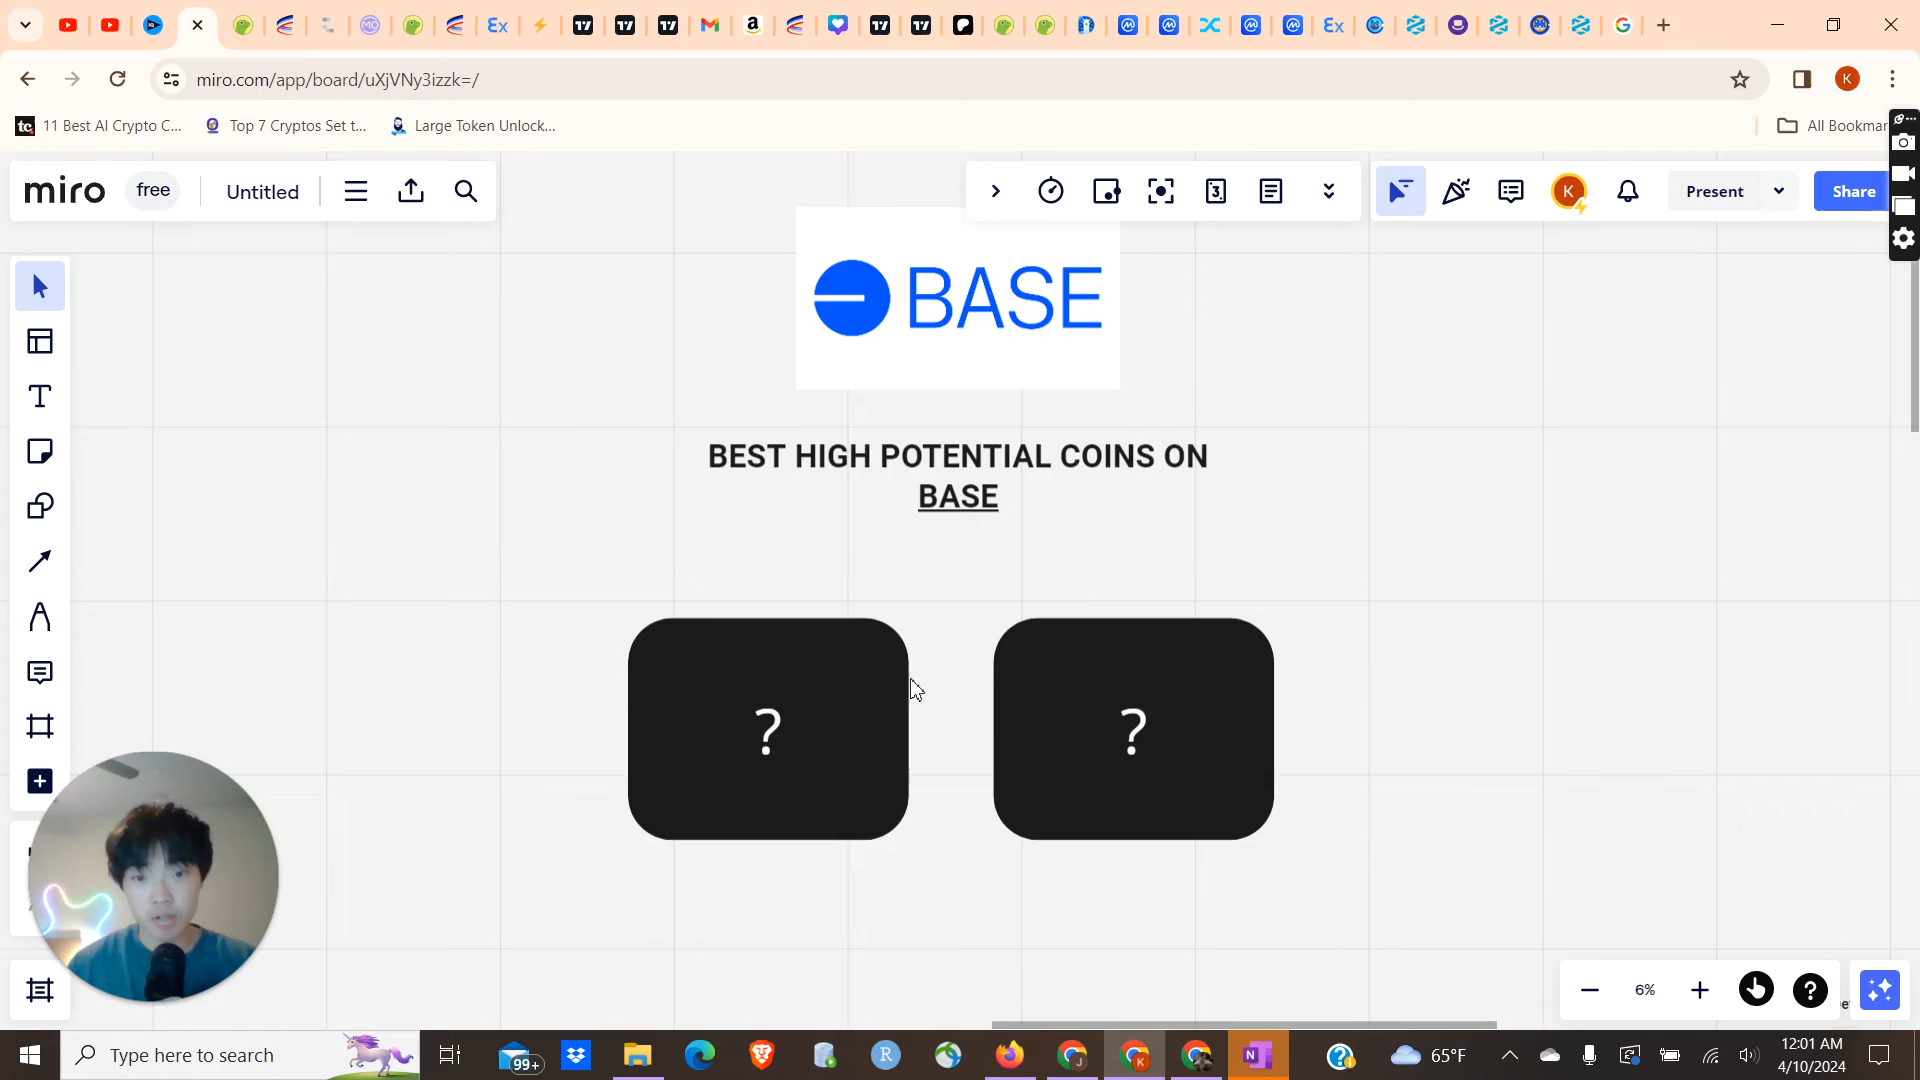 miro.com/app/board/uXjVNy3izzk=/
K
tc
11 Best AI Crypto C...
Top 7 Cryptos Set t...
Large Token Unlock...
All Bookmar
miro
free
Untitled
3
K
Present
Share
BASE
BEST HIGH POTENTIAL COINS ON
BASE
?
?
6%
?
Type here to search
99+
R
J
K
N
65°F
12:01 AM
4/10/2024